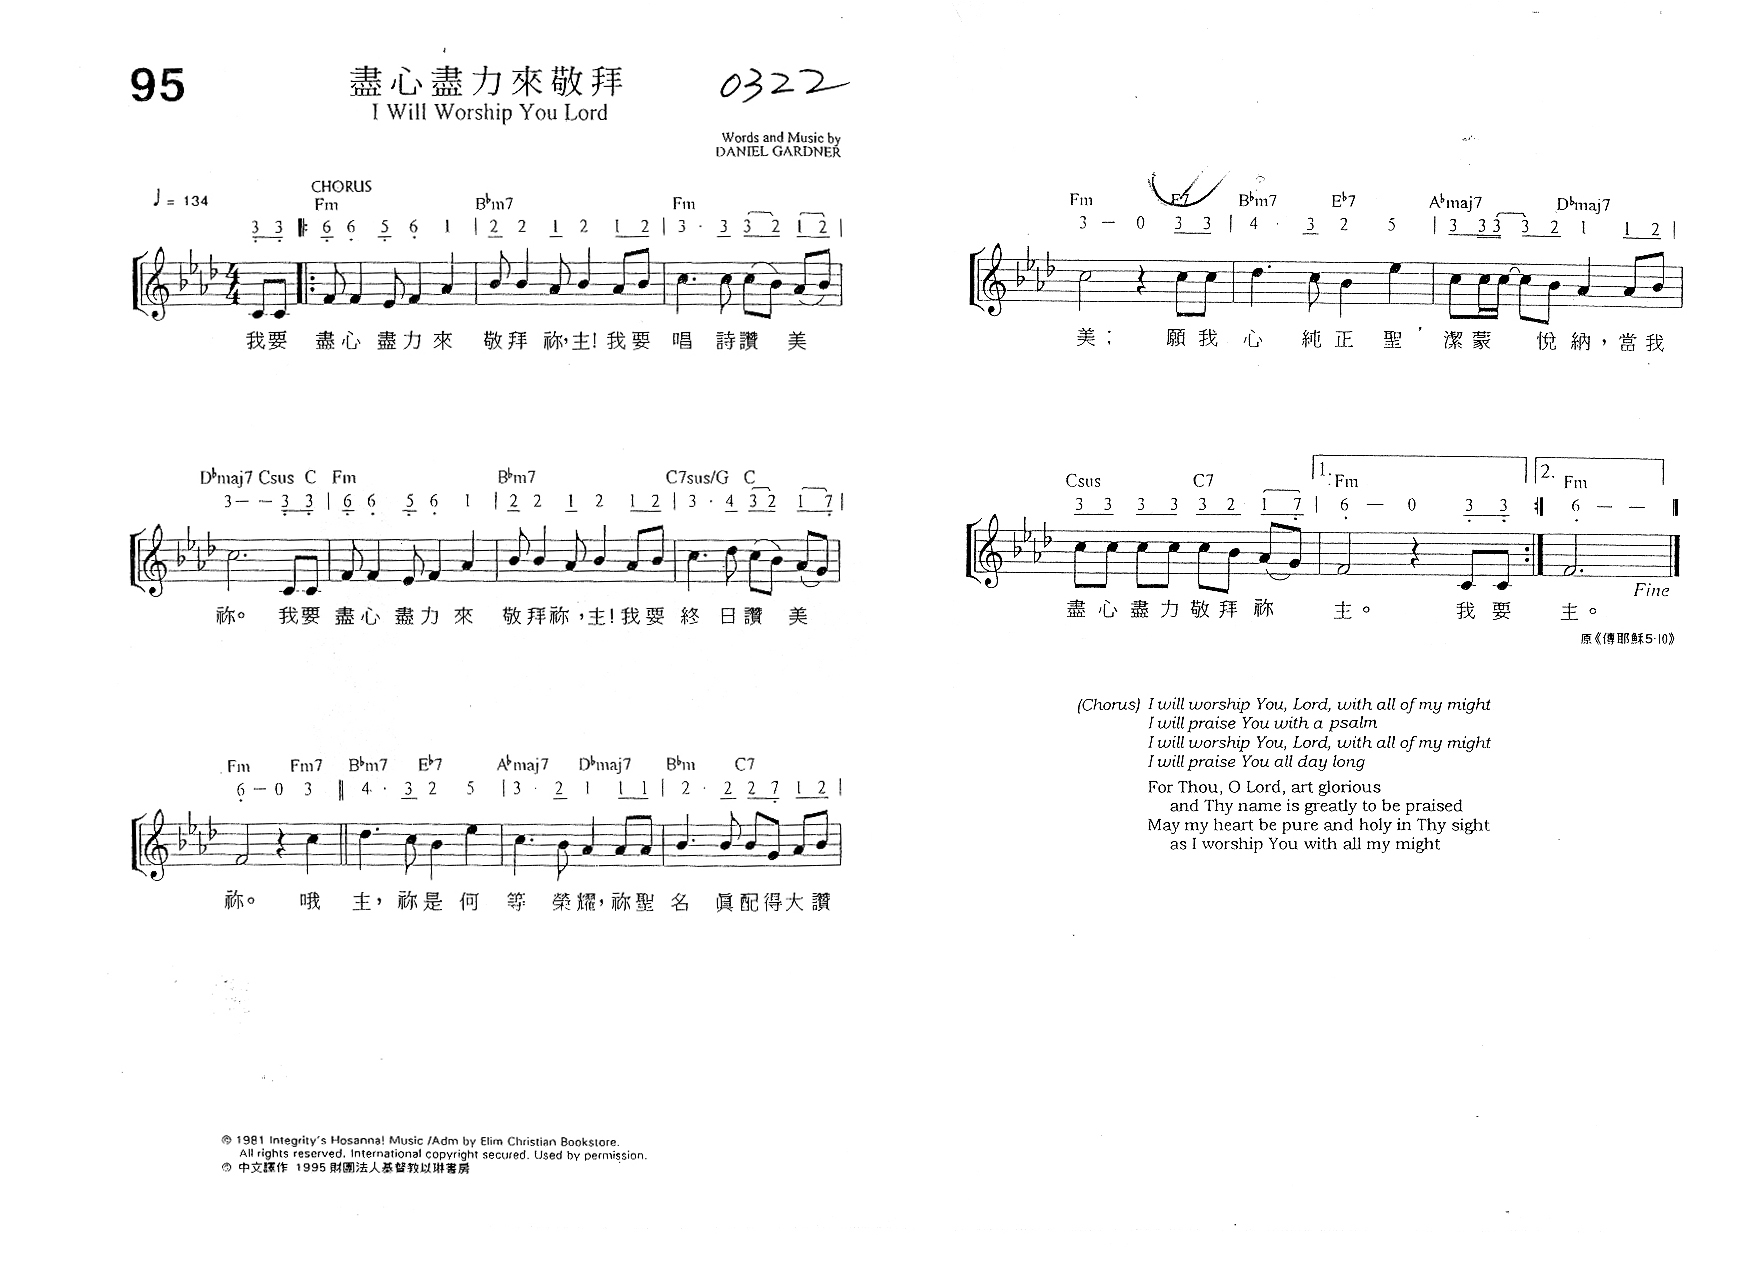 95
盡心盡力來敬拜
0322
I Will Worship You Lord
Words and Music by
DANIEL GARDNER
♩= 134
CHORUS
Fm B♭m7 Fm
3 3 𝄆 6 6 5 6 1 | 2 2 1 2 1 2 | 3 · 3 3 2 1 2 |
我要 盡心盡力來 敬拜祢,主!我要 唱 詩讚 美
D♭maj7 Csus C Fm B♭m7 C7sus/G C
3 – – 3 3 | 6 6 5 6 1 | 2 2 1 2 1 2 | 3 · 4 3 2 1 7 |
祢。 我要 盡心盡力來 敬拜祢,主!我要 終 日讚 美
Fm Fm7 B♭m7 E♭7 A♭maj7 D♭maj7 B♭m C7
6 – 0 3 ‖ 4 · 3 2 5 | 3 · 2 1 1 1 | 2 · 2 2 7 1 2 |
祢。 哦 主,祢是何 等 榮耀,祢聖名 眞配得大讚
© 1981 Integrity's Hosanna! Music /Adm by Elim Christian Bookstore.
All rights reserved. International copyright secured. Used by permission.
© 中文譯作 1995 財團法人基督教以琳書房
Fm E7 B♭m7 E♭7 A♭maj7 D♭maj7
3 – 0 3 3 | 4 · 3 2 5 | 3 3 3 3 2 1 1 2 |
美; 願我心 純正聖' 潔蒙 悅納,當我
Csus C7 1. Fm 2. Fm
3 3 3 3 3 2 1 7 | 6 – 0 3 3 𝄇 6 – – ‖
Fine
盡心盡力敬拜祢 主。 我要 主。
原《傳耶穌5·10》
(Chorus) I will worship You, Lord, with all of my might
I will praise You with a psalm
I will worship You, Lord, with all of my might
I will praise You all day long
For Thou, O Lord, art glorious
and Thy name is greatly to be praised
May my heart be pure and holy in Thy sight
as I worship You with all my might